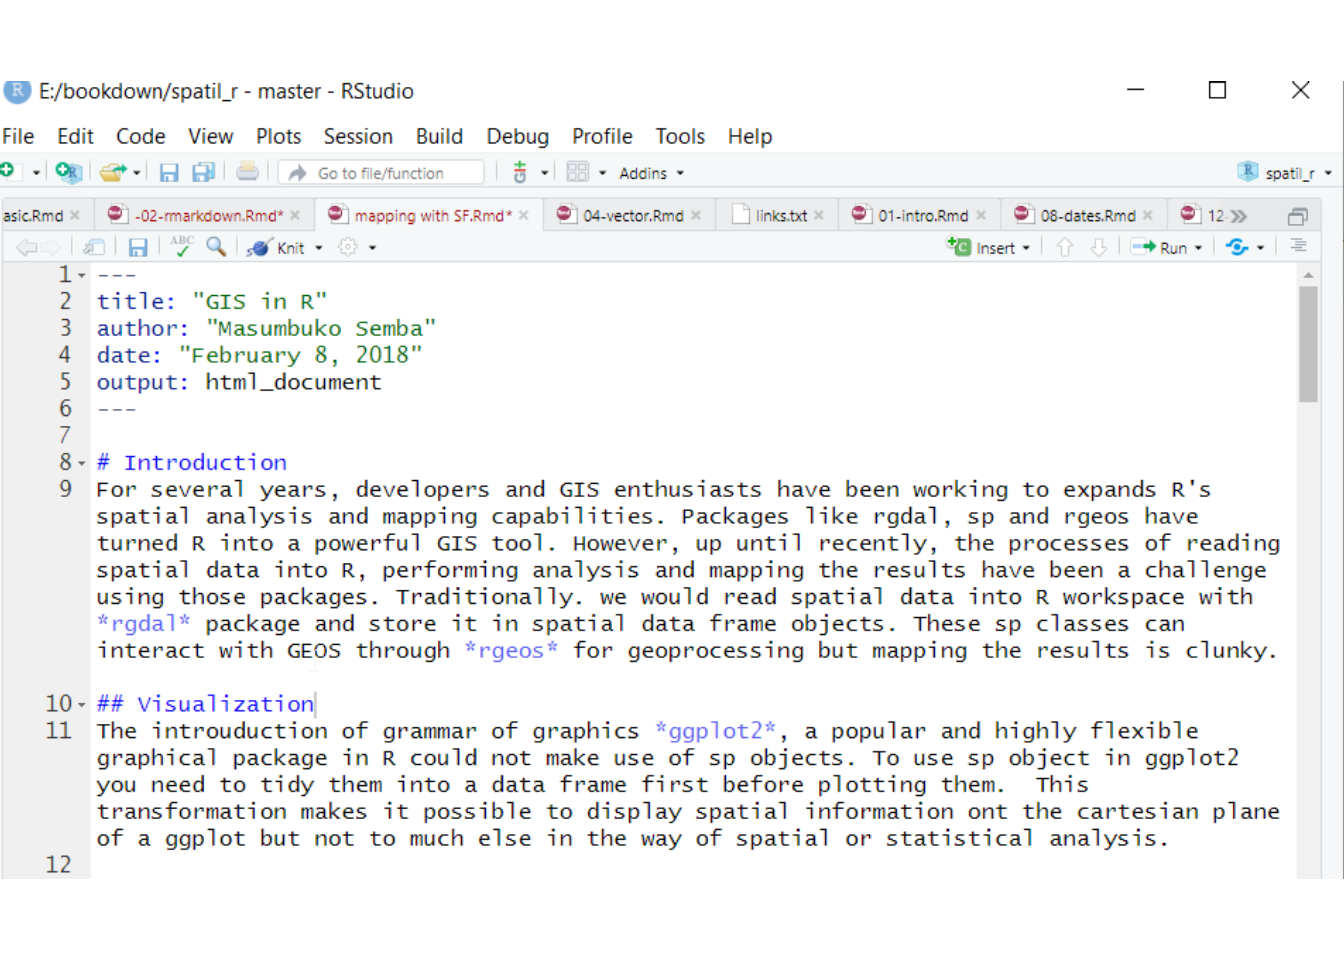 E:/bookdown/spatil_r - master - RStudio
File Edit Code View Plots Session Build Debug Profile Tools Help
Go to file/function Addins spatil_r
asic.Rmd -02-rmarkdown.Rmd* mapping with SF.Rmd* 04-vector.Rmd links.txt 01-intro.Rmd 08-dates.Rmd 12-
ABC Knit Insert Run
1 ---
2 title: "GIS in R"
3 author: "Masumbuko Semba"
4 date: "February 8, 2018"
5 output: html_document
6 ---
7
8 # Introduction
9 For several years, developers and GIS enthusiasts have been working to expands R's
spatial analysis and mapping capabilities. Packages like rgdal, sp and rgeos have
turned R into a powerful GIS tool. However, up until recently, the processes of reading
spatial data into R, performing analysis and mapping the results have been a challenge
using those packages. Traditionally. we would read spatial data into R workspace with
*rgdal* package and store it in spatial data frame objects. These sp classes can
interact with GEOS through *rgeos* for geoprocessing but mapping the results is clunky.
10 ## Visualization
11 The introuduction of grammar of graphics *ggplot2*, a popular and highly flexible
graphical package in R could not make use of sp objects. To use sp object in ggplot2
you need to tidy them into a data frame first before plotting them.  This
transformation makes it possible to display spatial information ont the cartesian plane
of a ggplot but not to much else in the way of spatial or statistical analysis.
12